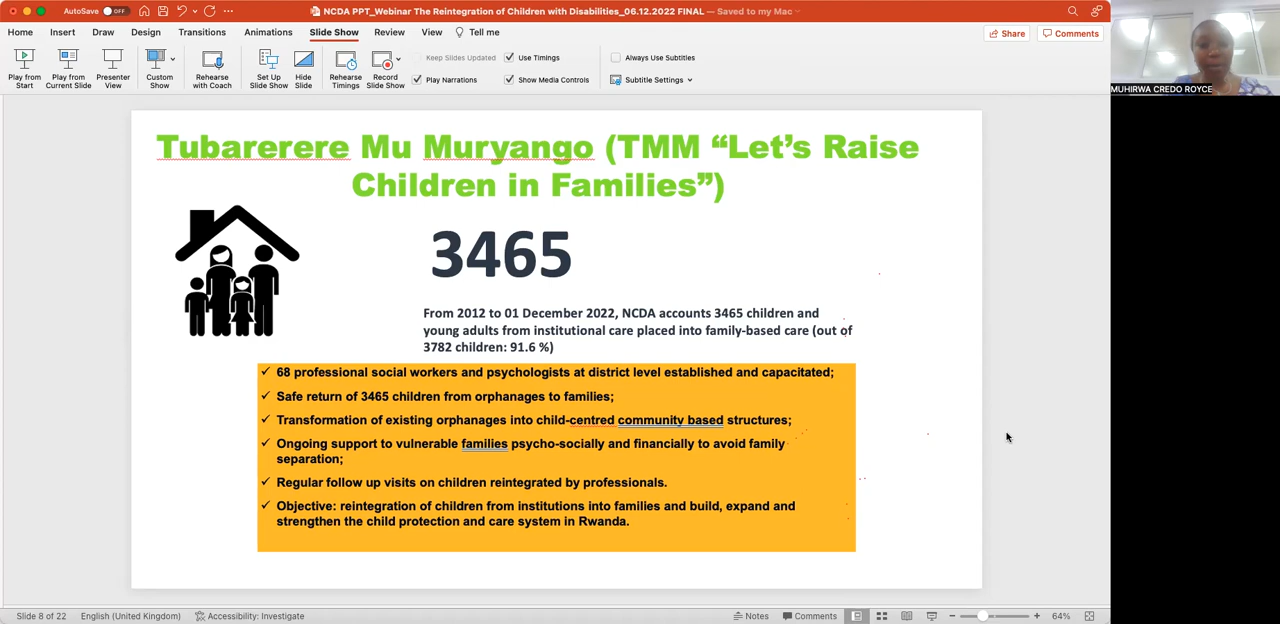 AutoSave OFF
NCDA PPT_Webinar The Reintegration of Children with Disabilities_06.12.2022 FINAL — Saved to my Mac
Home Insert Draw Design Transitions Animations Slide Show Review View Tell me
Share Comments
Play from Start
Play from Current Slide
Presenter View
Custom Show
Rehearse with Coach
Set Up Slide Show
Hide Slide
Rehearse Timings
Record Slide Show
Keep Slides Updated
Use Timings
Play Narrations
Show Media Controls
Always Use Subtitles
Subtitle Settings
MUHIRWA CREDO ROYCE
Tubarerere Mu Muryango (TMM “Let’s Raise
Children in Families”)
3465
From 2012 to 01 December 2022, NCDA accounts 3465 children and
young adults from institutional care placed into family-based care (out of
3782 children: 91.6 %)
✓ 68 professional social workers and psychologists at district level established and capacitated;
✓ Safe return of 3465 children from orphanages to families;
✓ Transformation of existing orphanages into child-centred community based structures;
✓ Ongoing support to vulnerable families psycho-socially and financially to avoid family
separation;
✓ Regular follow up visits on children reintegrated by professionals.
✓ Objective: reintegration of children from institutions into families and build, expand and
strengthen the child protection and care system in Rwanda.
Slide 8 of 22 English (United Kingdom) Accessibility: Investigate Notes Comments 64%